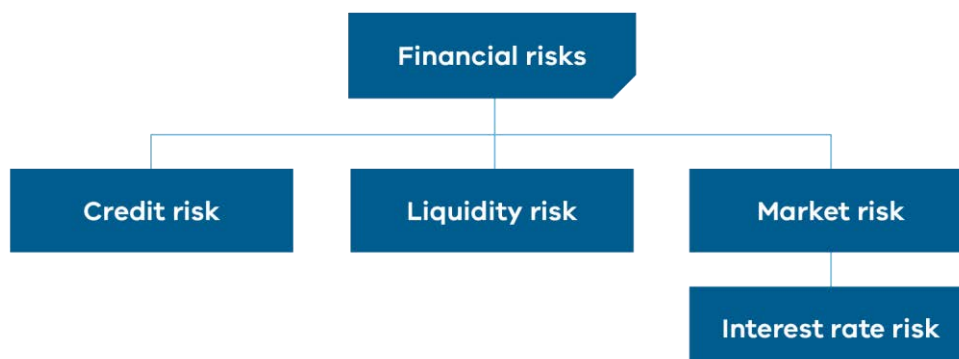 Financial risks
Credit risk
Liquidity risk
Market risk
Interest rate risk